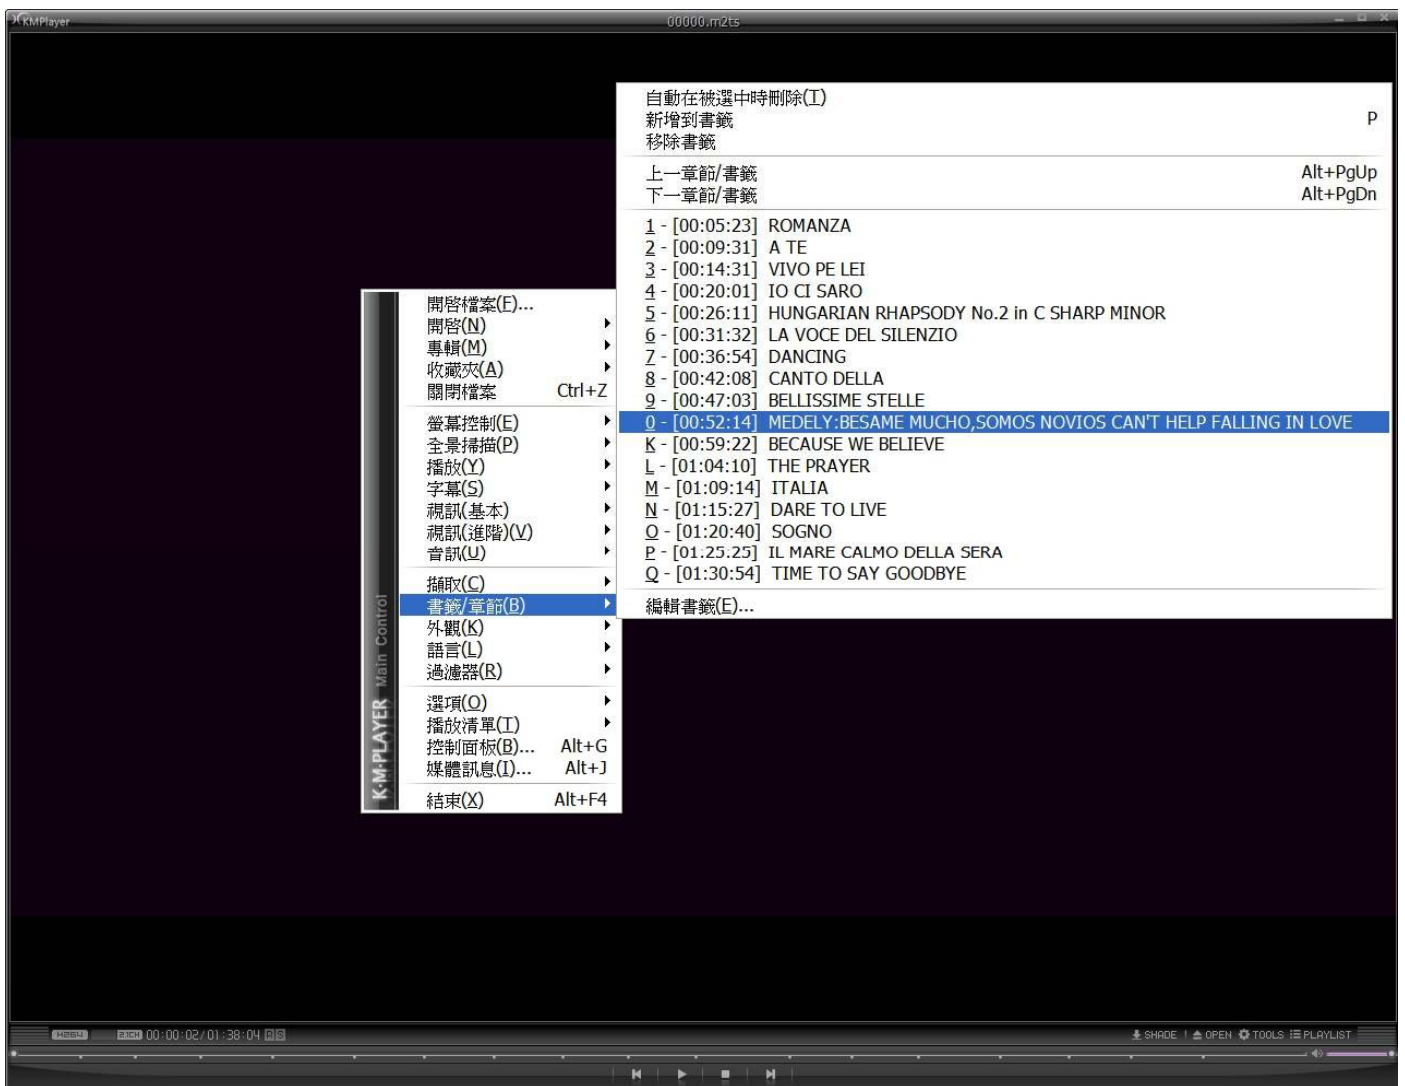 KMPlayer
00000.m2ts
自動在被選中時刪除(T)
新增到書籤 P
移除書籤
上一章節/書籤 Alt+PgUp
下一章節/書籤 Alt+PgDn
1 - [00:05:23] ROMANZA
2 - [00:09:31] A TE
3 - [00:14:31] VIVO PE LEI
4 - [00:20:01] IO CI SARO
5 - [00:26:11] HUNGARIAN RHAPSODY No.2 in C SHARP MINOR
6 - [00:31:32] LA VOCE DEL SILENZIO
7 - [00:36:54] DANCING
8 - [00:42:08] CANTO DELLA
9 - [00:47:03] BELLISSIME STELLE
0 - [00:52:14] MEDELY:BESAME MUCHO,SOMOS NOVIOS CAN'T HELP FALLING IN LOVE
K - [00:59:22] BECAUSE WE BELIEVE
L - [01:04:10] THE PRAYER
M - [01:09:14] ITALIA
N - [01:15:27] DARE TO LIVE
O - [01:20:40] SOGNO
P - [01:25:25] IL MARE CALMO DELLA SERA
Q - [01:30:54] TIME TO SAY GOODBYE
編輯書籤(E)...
開啓檔案(F)...
開啓(N)
專輯(M)
收藏夾(A)
關閉檔案 Ctrl+Z
螢幕控制(E)
全景掃描(P)
播放(Y)
字幕(S)
視訊(基本)
視訊(進階)(V)
音訊(U)
擷取(C)
書籤/章節(B)
外觀(K)
語言(L)
過濾器(R)
選項(O)
播放清單(T)
控制面板(B)... Alt+G
媒體訊息(I)... Alt+J
結束(X) Alt+F4
K·M·PLAYER Main Control
H264 2.1CH 00:00:02/01:38:04 R S
SHADE OPEN TOOLS PLAYLIST